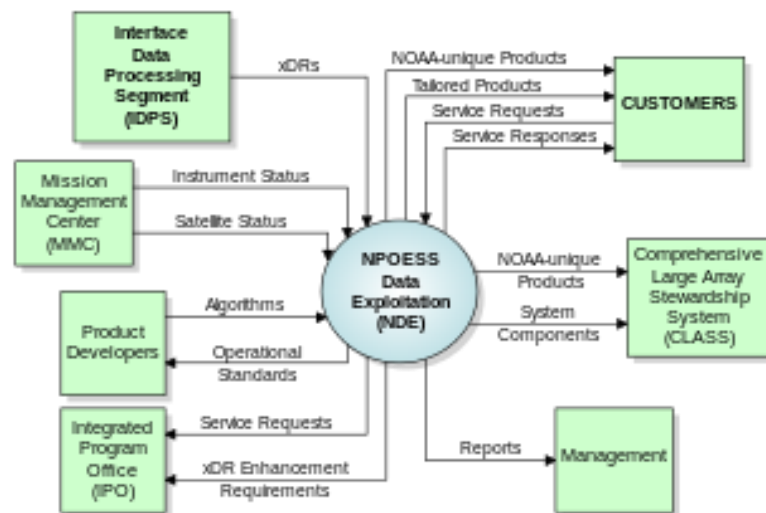 Interface
Data
Processing
Segment
(IDPS)
xDRs
NOAA-unique Products
Tailored Products
Service Requests
Service Responses
CUSTOMERS
Mission
Management
Center
(MMC)
Instrument Status
Satellite Status
NPOESS
Data
Exploitation
(NDE)
NOAA-unique
Products
System
Components
Comprehensive
Large Array
Stewardship
System
(CLASS)
Product
Developers
Algorithms
Operational
Standards
Integrated
Program
Office
(IPO)
Service Requests
xDR Enhancement
Requirements
Reports
Management